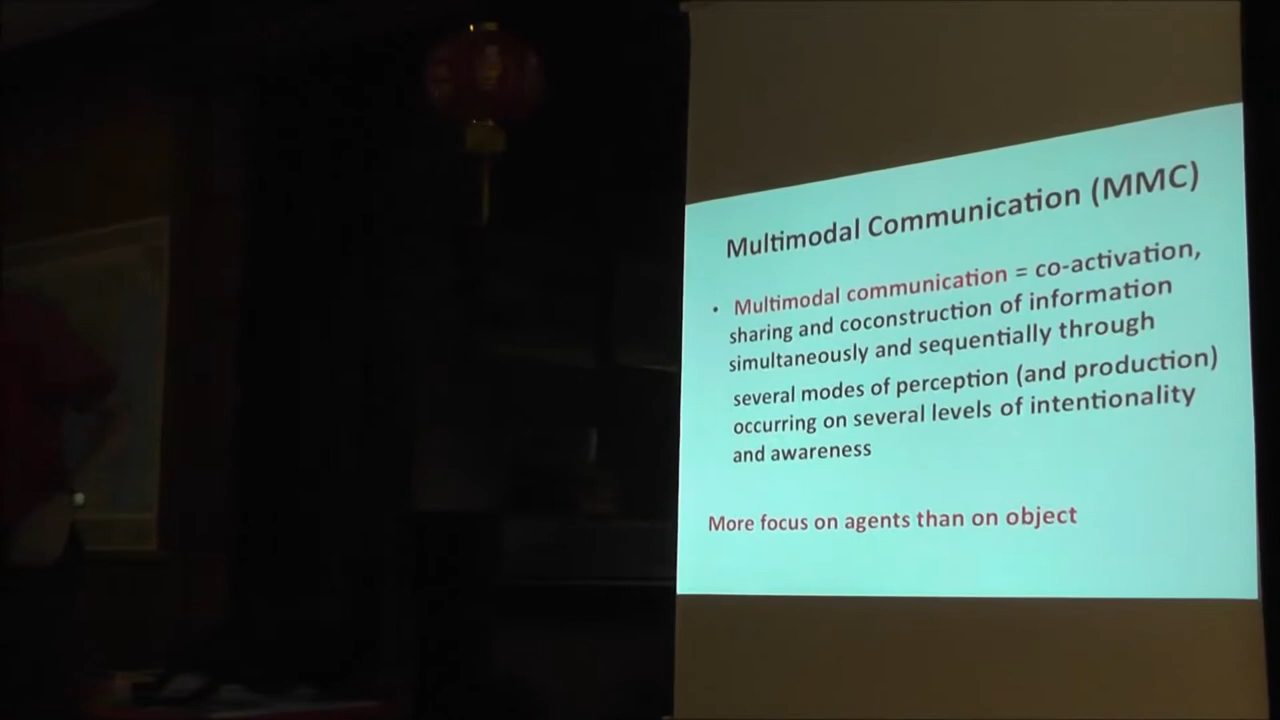 Multimodal Communication (MMC)
• Multimodal communication = co-activation,
sharing and coconstruction of information
simultaneously and sequentially through
several modes of perception (and production)
occurring on several levels of intentionality
and awareness
More focus on agents than on object